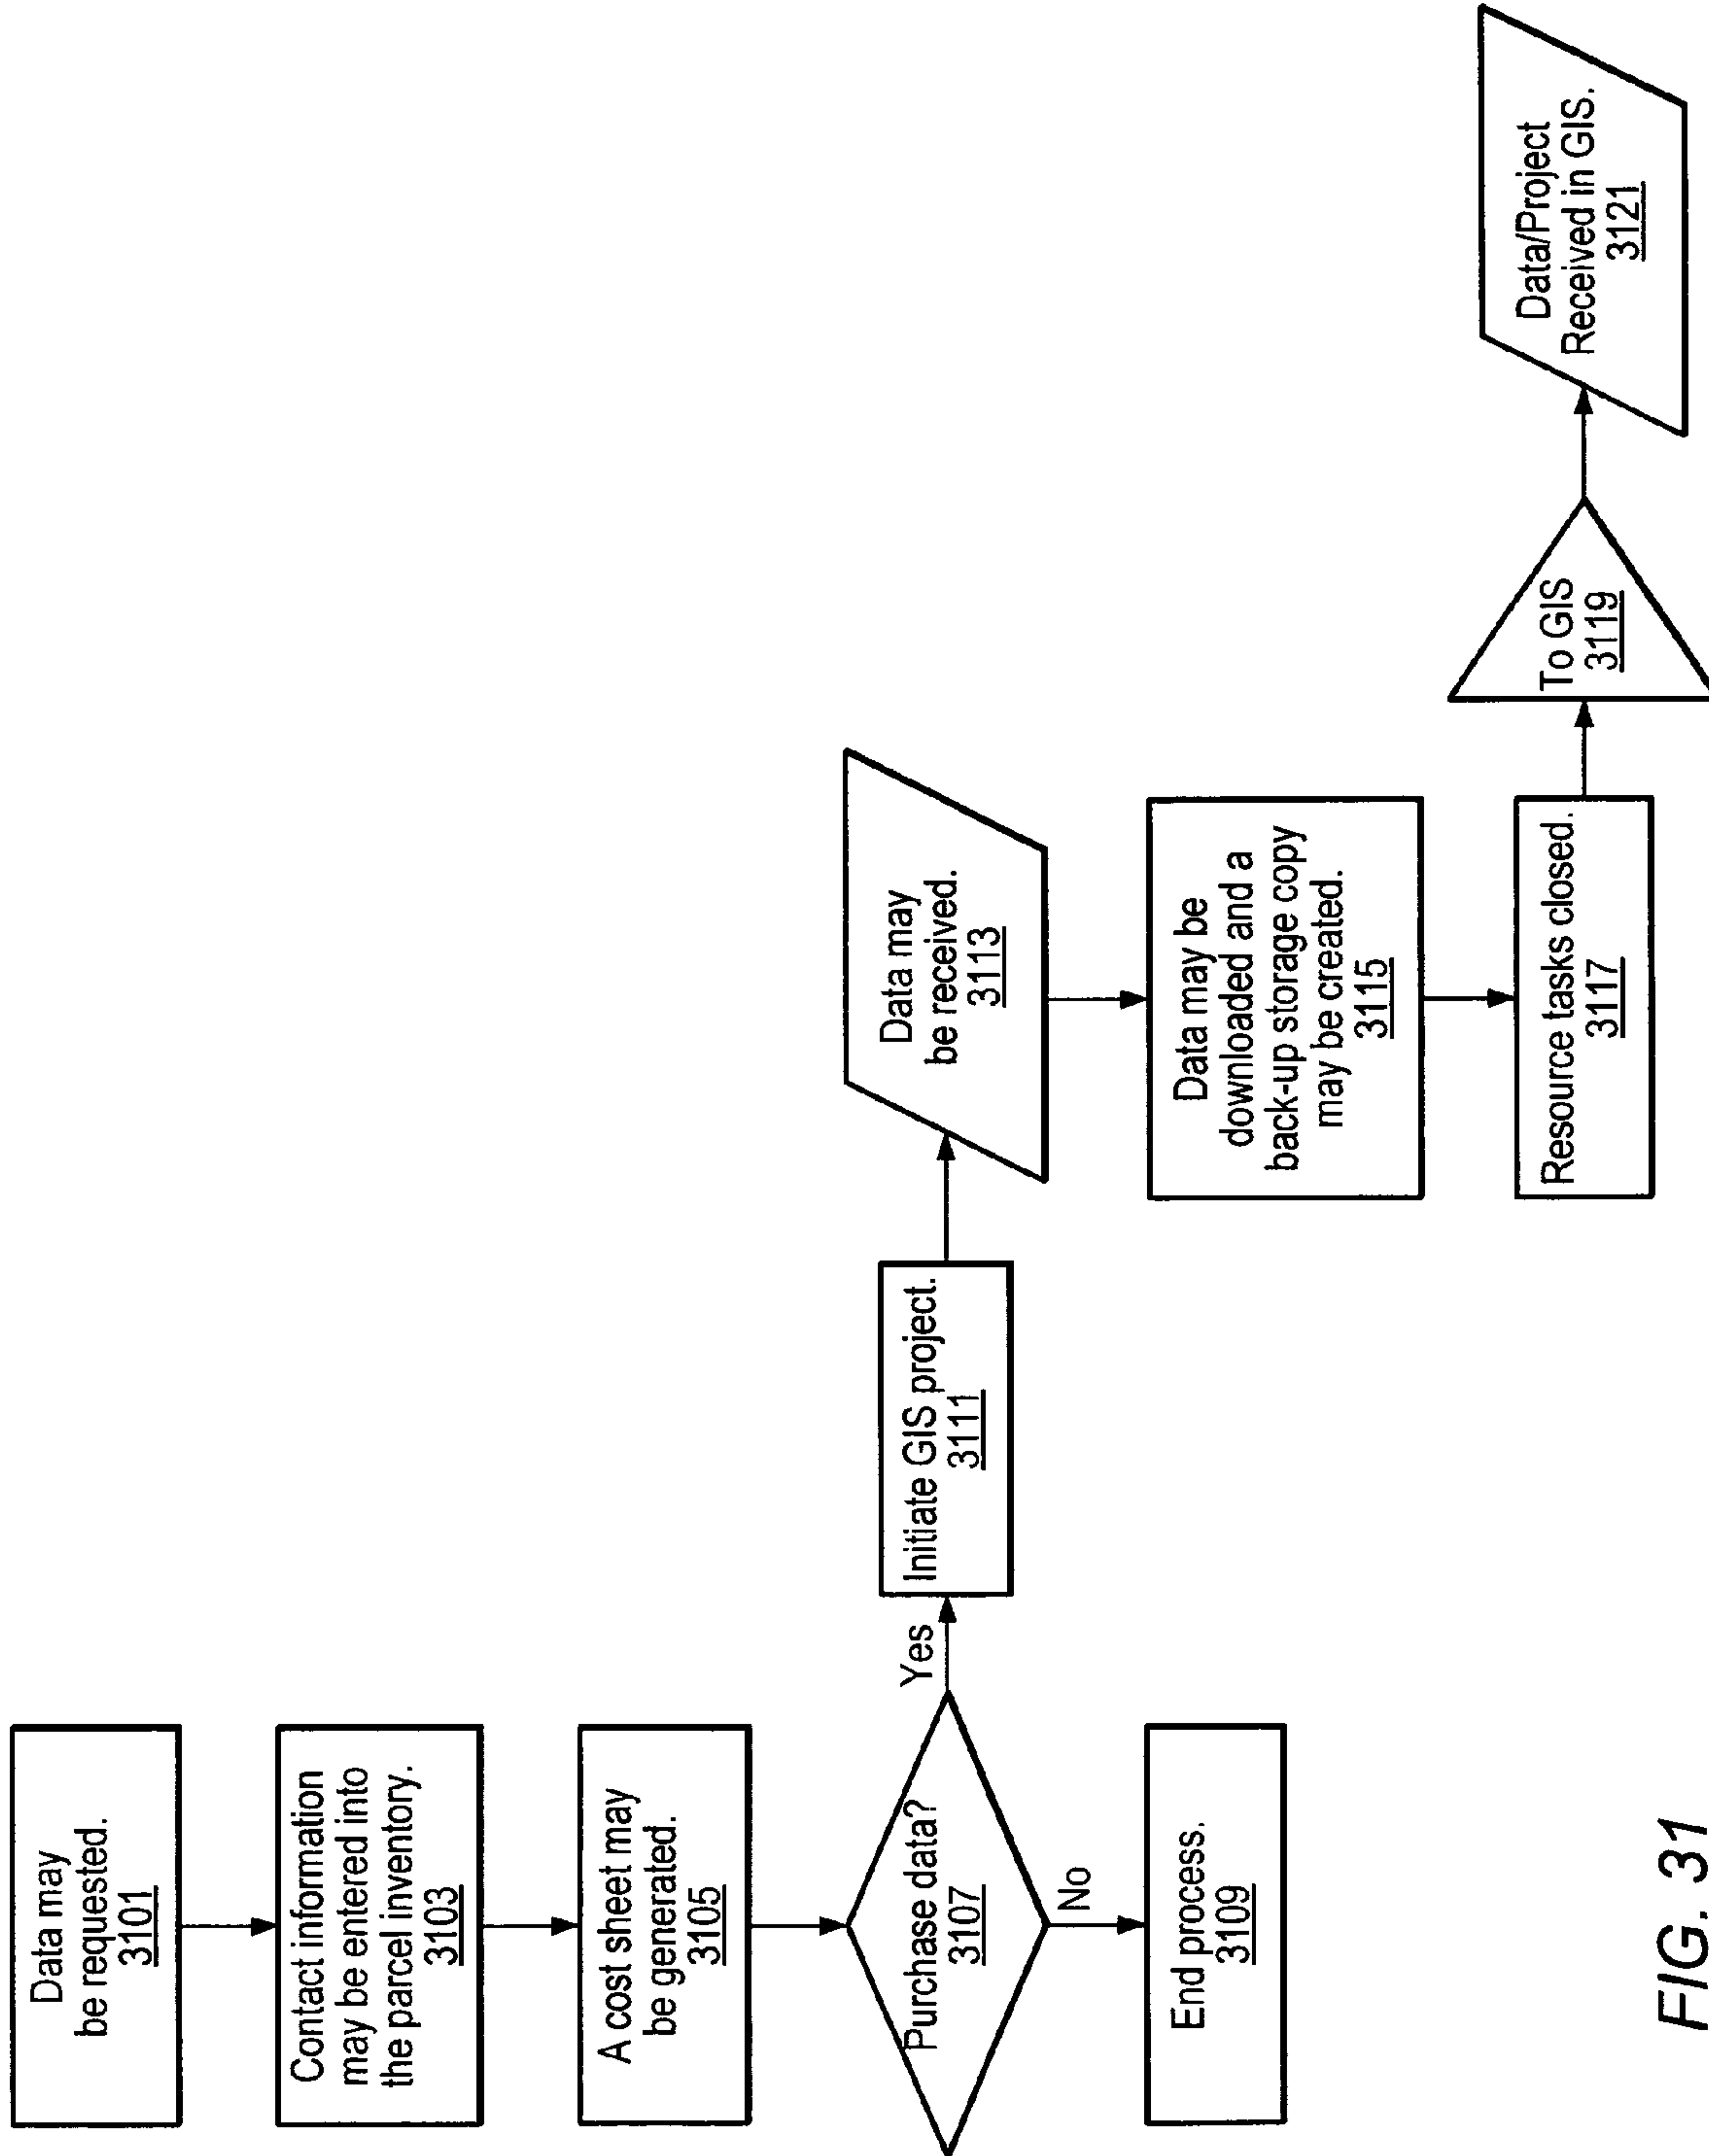 Data may
be requested.
3101
Contact information
may be entered into
the parcel inventory.
3103
A cost sheet may
be generated.
3105
Purchase data?
3107
Yes
No
End process.
3109
Initiate GIS project.
3111
Data may
be received.
3113
Data may be
downloaded and a
back-up storage copy
may be created.
3115
Resource tasks closed.
3117
To GIS
3119
Data/Project
Received in GIS.
3121
FIG. 31